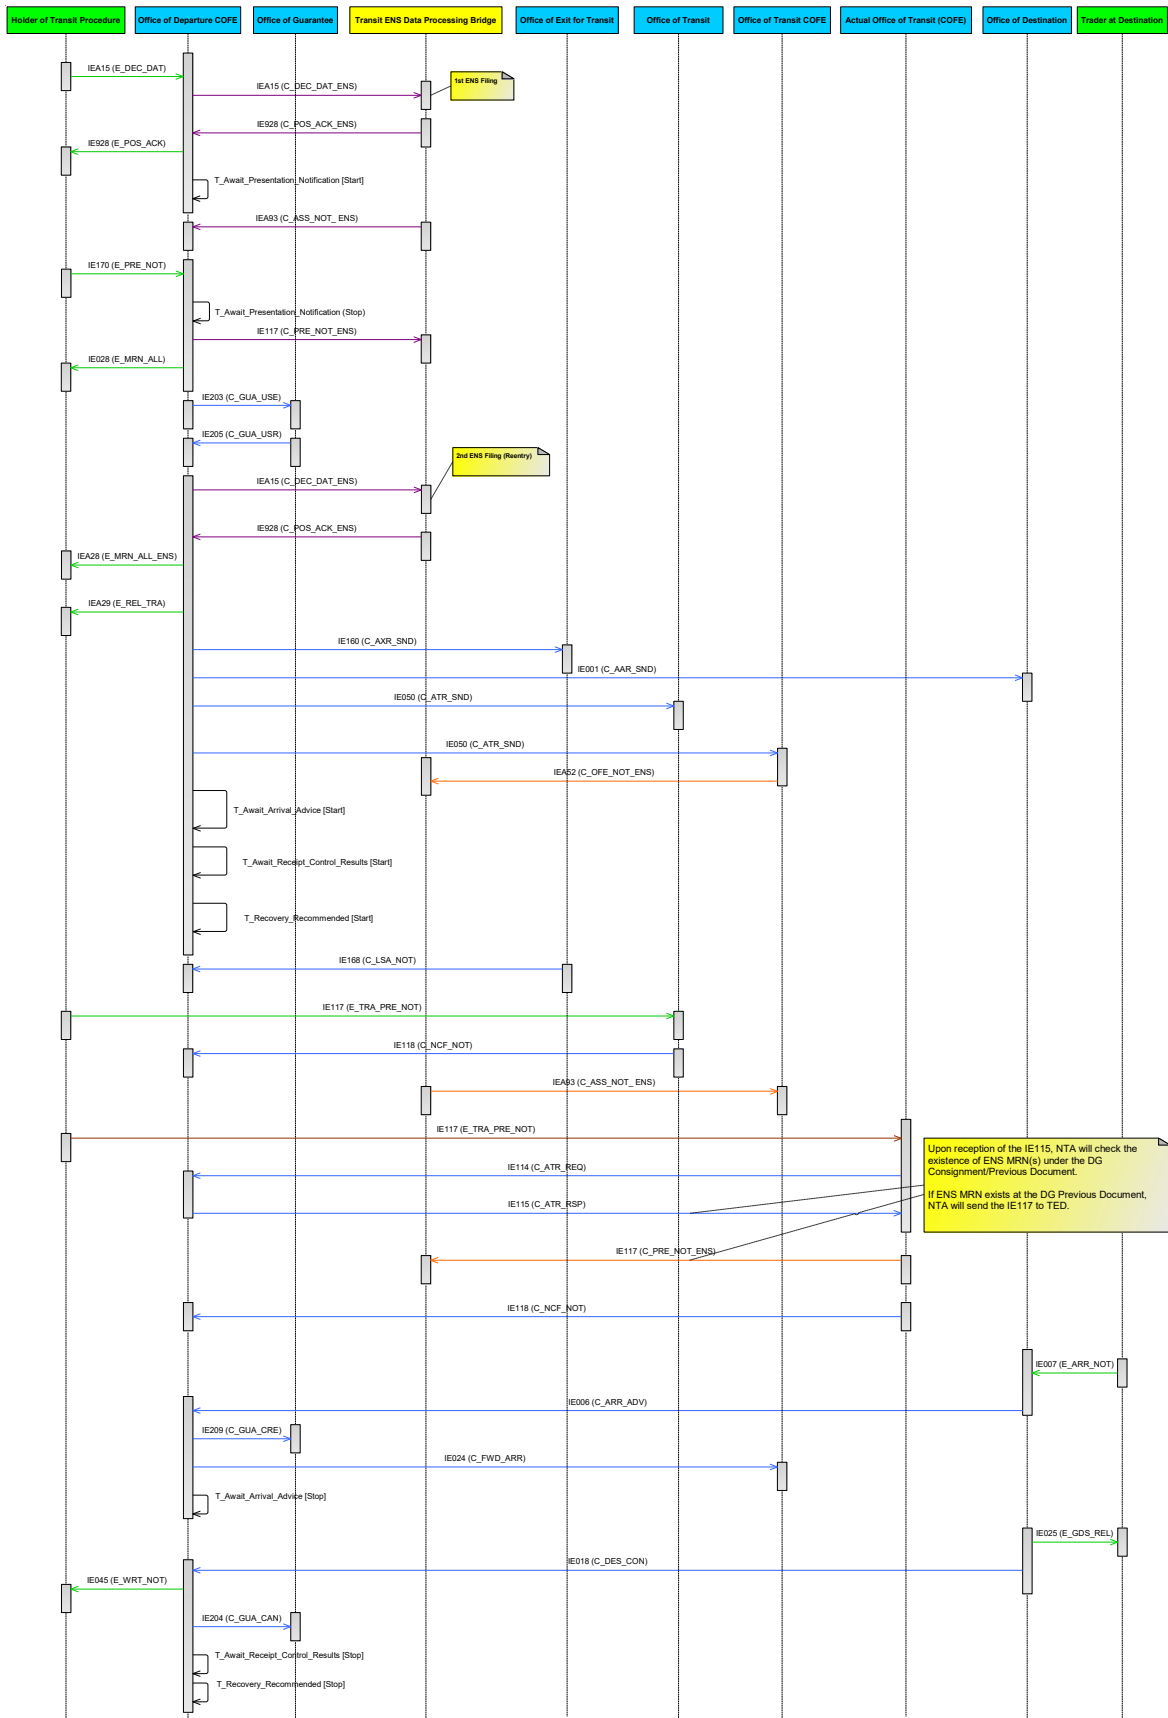 Holder of Transit Procedure
Office of Departure COFE
Office of Guarantee
Transit ENS Data Processing Bridge
Office of Exit for Transit
Office of Transit
Office of Transit COFE
Actual Office of Transit (COFE)
Office of Destination
Trader at Destination
IEA15 (E_DEC_DAT)
1st ENS Filing
IEA15 (C_DEC_DAT_ENS)
IE928 (C_POS_ACK_ENS)
IE928 (E_POS_ACK)
T_Await_Presentation_Notification [Start]
IEA93 (C_ASS_NOT_ ENS)
IE170 (E_PRE_NOT)
T_Await_Presentation_Notification (Stop)
IE117 (C_PRE_NOT_ENS)
IE028 (E_MRN_ALL)
IE203 (C_GUA_USE)
IE205 (C_GUA_USR)
2nd ENS Filing (Reentry)
IEA15 (C_DEC_DAT_ENS)
IE928 (C_POS_ACK_ENS)
IEA28 (E_MRN_ALL_ENS)
IEA29 (E_REL_TRA)
IE160 (C_AXR_SND)
IE001 (C_AAR_SND)
IE050 (C_ATR_SND)
IE050 (C_ATR_SND)
IEA52 (C_OFE_NOT_ENS)
T_Await_Arrival_Advice [Start]
T_Await_Receipt_Control_Results [Start]
T_Recovery_Recommended [Start]
IE168 (C_LSA_NOT)
IE117 (E_TRA_PRE_NOT)
IE118 (C_NCF_NOT)
IEA93 (C_ASS_NOT_ ENS)
IE117 (E_TRA_PRE_NOT)
Upon reception of the IE115, NTA will check the
existence of ENS MRN(s) under the DG
Consignment/Previous Document.
If ENS MRN exists at the DG Previous Document,
NTA will send the IE117 to TED.
IE114 (C_ATR_REQ)
IE115 (C_ATR_RSP)
IE117 (C_PRE_NOT_ENS)
IE118 (C_NCF_NOT)
IE007 (E_ARR_NOT)
IE006 (C_ARR_ADV)
IE209 (C_GUA_CRE)
IE024 (C_FWD_ARR)
T_Await_Arrival_Advice [Stop]
IE025 (E_GDS_REL)
IE018 (C_DES_CON)
IE045 (E_WRT_NOT)
IE204 (C_GUA_CAN)
T_Await_Receipt_Control_Results [Stop]
T_Recovery_Recommended [Stop]